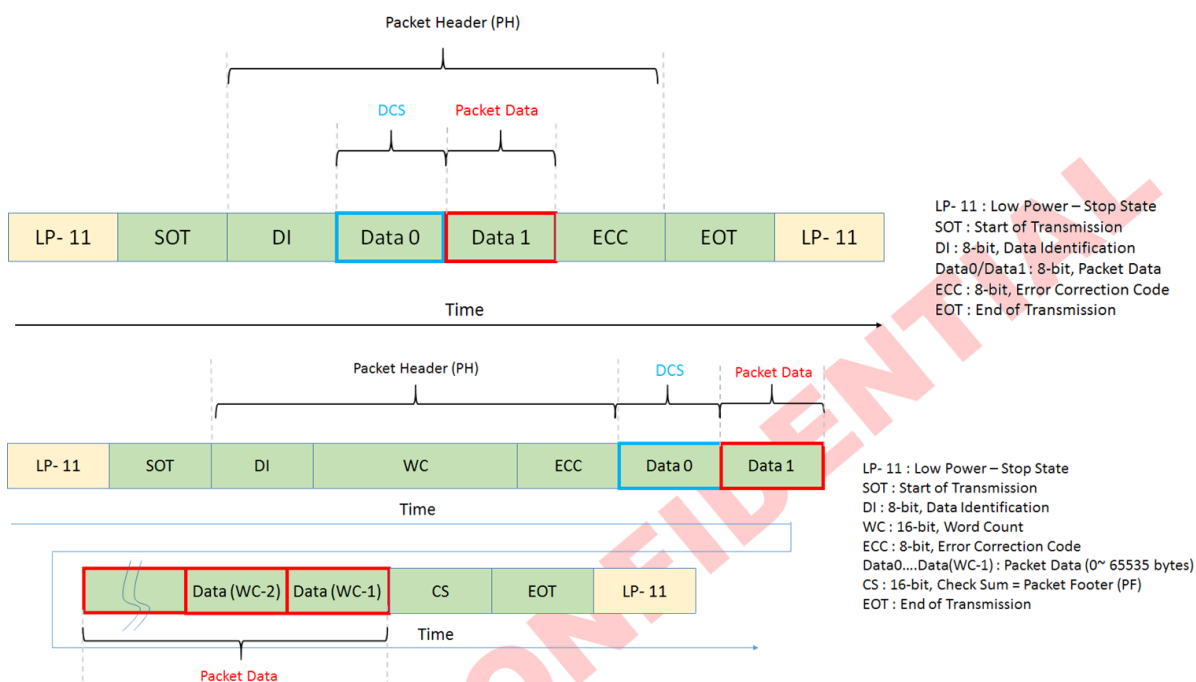 Packet Header (PH)
DCS
Packet Data
LP- 11
SOT
DI
Data 0
Data 1
ECC
EOT
LP- 11
Time
LP- 11 : Low Power – Stop State
SOT : Start of Transmission
DI : 8-bit, Data Identification
Data0/Data1 : 8-bit, Packet Data
ECC : 8-bit, Error Correction Code
EOT : End of Transmission
Packet Header (PH)
DCS
Packet Data
LP- 11
SOT
DI
WC
ECC
Data 0
Data 1
Time
Data (WC-2)
Data (WC-1)
CS
EOT
LP- 11
Time
Packet Data
LP- 11 : Low Power – Stop State
SOT : Start of Transmission
DI : 8-bit, Data Identification
WC : 16-bit, Word Count
ECC : 8-bit, Error Correction Code
Data0....Data(WC-1) : Packet Data (0~ 65535 bytes)
CS : 16-bit, Check Sum = Packet Footer (PF)
EOT : End of Transmission
ONFIDENTIAL